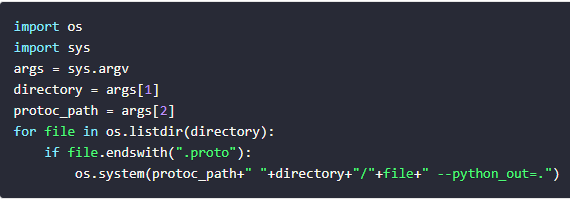 import os
import sys
args = sys.argv
directory = args[1]
protoc_path = args[2]
for file in os.listdir(directory):
    if file.endswith(".proto"):
        os.system(protoc_path+" "+directory+"/"+file+" --python_out=.")